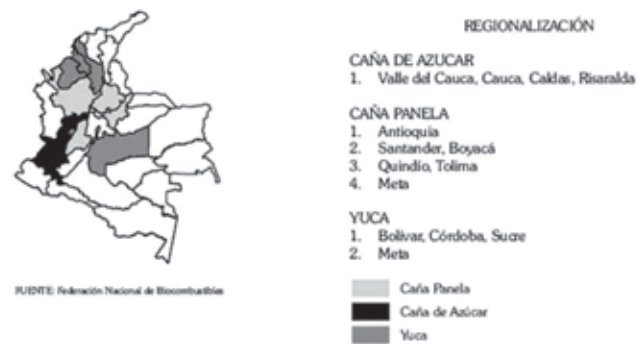 REGIONALIZACIÓN
CAÑA DE AZUCAR
1. Valle del Cauca, Cauca, Caldas, Risaralda
CAÑA PANELA
1. Antioquia
2. Santander, Boyacá
3. Quindío, Tolima
4. Meta
YUCA
1. Bolívar, Córdoba, Sucre
2. Meta
Caña Panela
Caña de Azúcar
Yuca
FUENTE: Federación Nacional de Biocombustibles